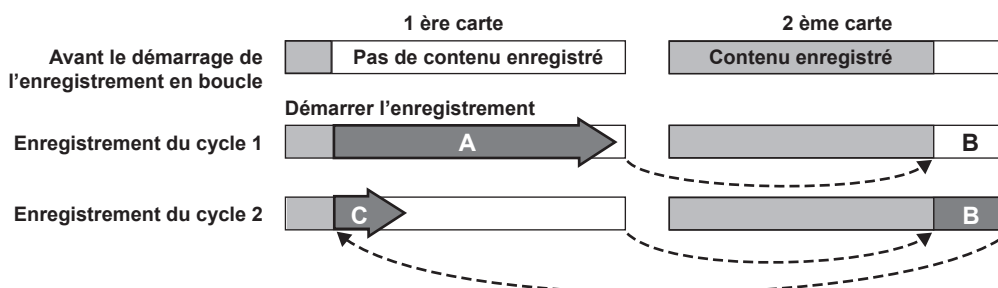 1 ère carte
2 ème carte
Avant le démarrage de
l'enregistrement en boucle
Pas de contenu enregistré
Contenu enregistré
Démarrer l'enregistrement
Enregistrement du cycle 1
A
B
Enregistrement du cycle 2
C
B